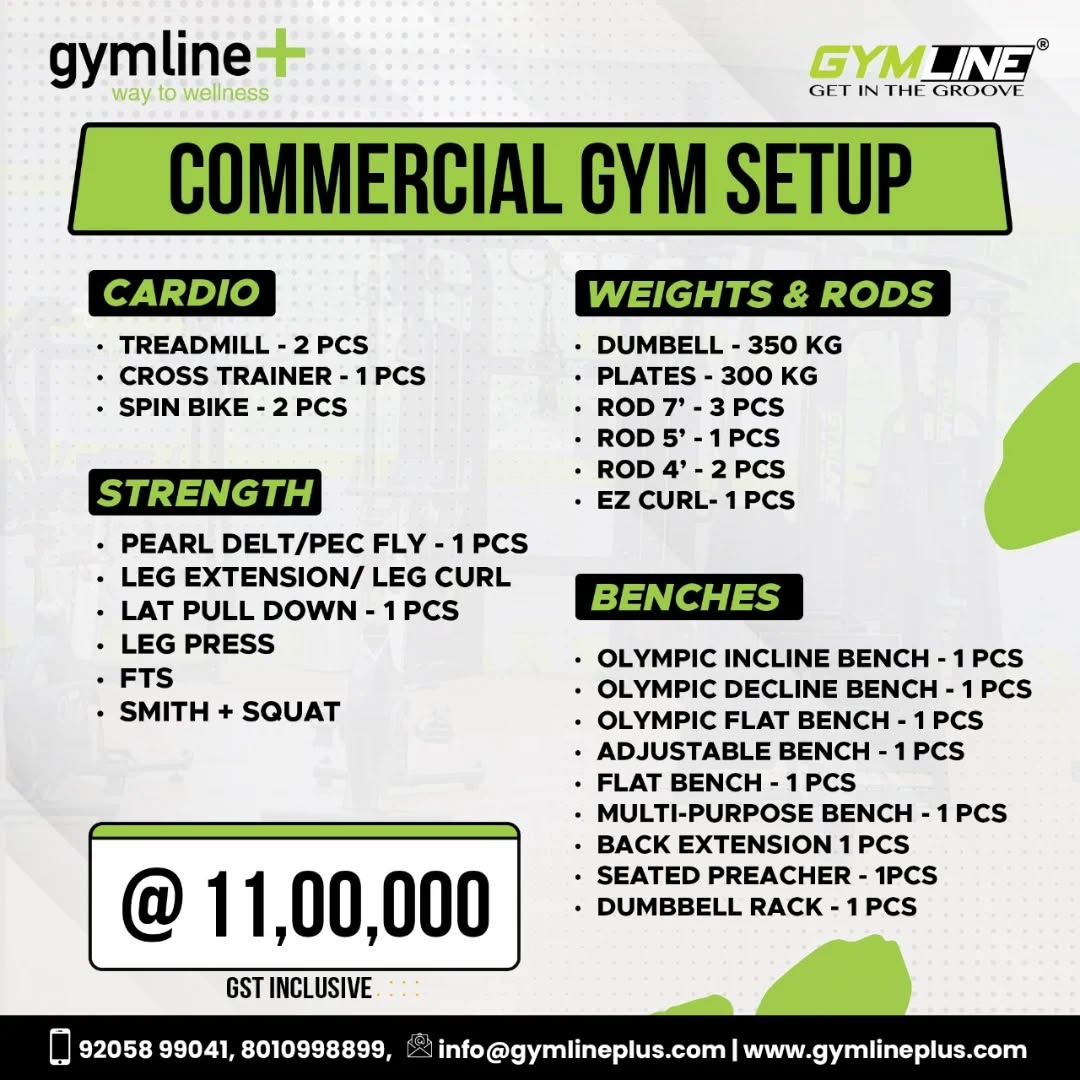 gymline+
way to wellness
GYMLINE®
GET IN THE GROOVE
COMMERCIAL GYM SETUP
CARDIO
• TREADMILL - 2 PCS
• CROSS TRAINER - 1 PCS
• SPIN BIKE - 2 PCS
STRENGTH
• PEARL DELT/PEC FLY - 1 PCS
• LEG EXTENSION/ LEG CURL
• LAT PULL DOWN - 1 PCS
• LEG PRESS
• FTS
• SMITH + SQUAT
WEIGHTS & RODS
• DUMBELL - 350 KG
• PLATES - 300 KG
• ROD 7' - 3 PCS
• ROD 5' - 1 PCS
• ROD 4' - 2 PCS
• EZ CURL- 1 PCS
BENCHES
• OLYMPIC INCLINE BENCH - 1 PCS
• OLYMPIC DECLINE BENCH - 1 PCS
• OLYMPIC FLAT BENCH - 1 PCS
• ADJUSTABLE BENCH - 1 PCS
• FLAT BENCH - 1 PCS
• MULTI-PURPOSE BENCH - 1 PCS
• BACK EXTENSION 1 PCS
• SEATED PREACHER - 1PCS
• DUMBBELL RACK - 1 PCS
@ 11,00,000
GST INCLUSIVE
92058 99041, 8010998899, info@gymlineplus.com | www.gymlineplus.com